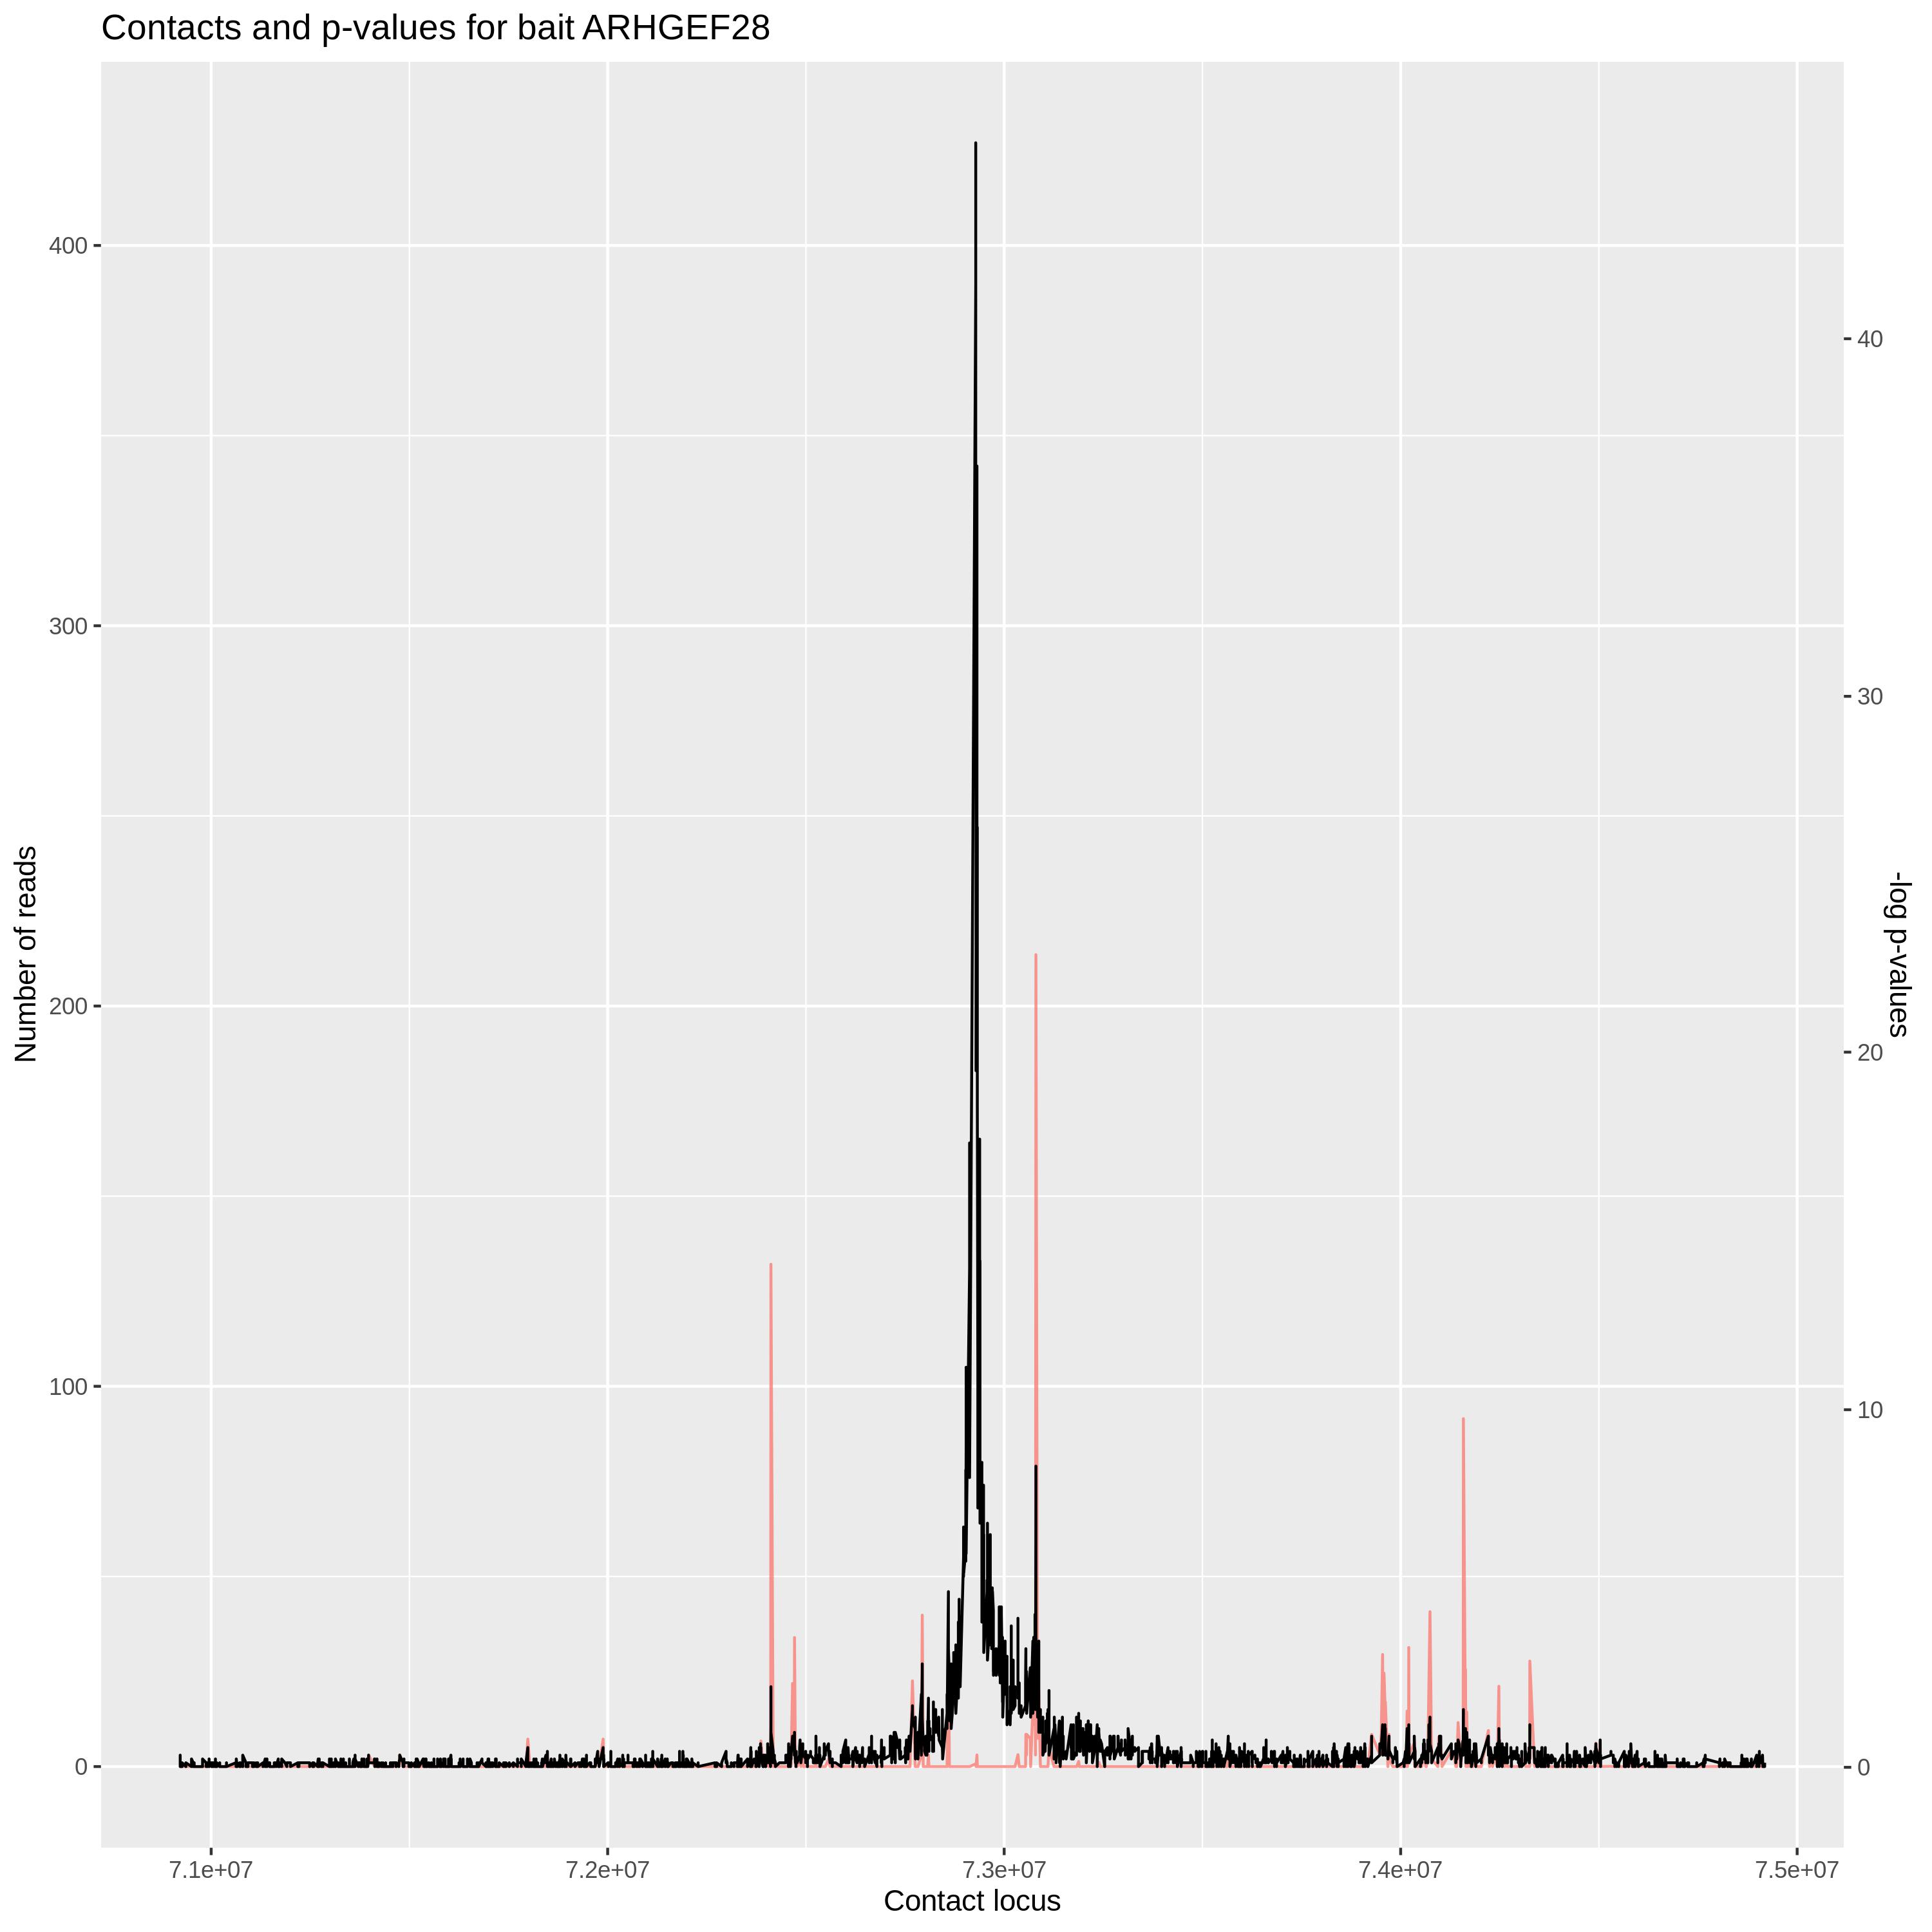 Contacts and p-values for bait ARHGEF28
Number of reads
400
300
200
100
0
40
30
20
10
0
-log p-values
7.1e+07 7.2e+07 7.3e+07 7.4e+07 7.5e+07
Contact locus